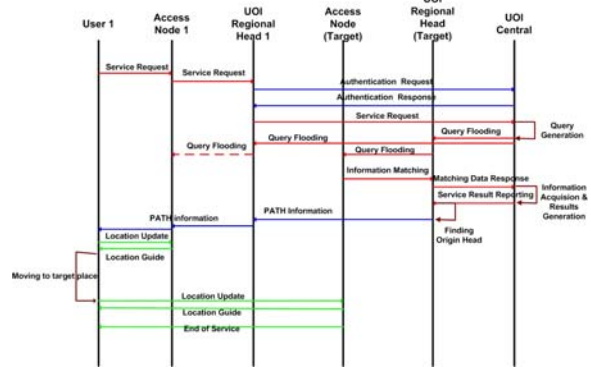 User 1
Access
Node 1
UOI
Regional
Head 1
Access
Node
(Target)
UOI
Regional
Head
(Target)
UOI
Central
Service Request
Service Request
Authentication Request
Authentication Response
Service Request
Query Flooding
Query Flooding
Query
Generation
Query Flooding
Query Flooding
Information Matching
Matching Data Response
Service Result Reporting
Information
Acquision &
Results
Generation
PATH Information
PATH information
Finding
Origin Head
Location Update
Location Guide
Moving to target place
Location Update
Location Guide
End of Service